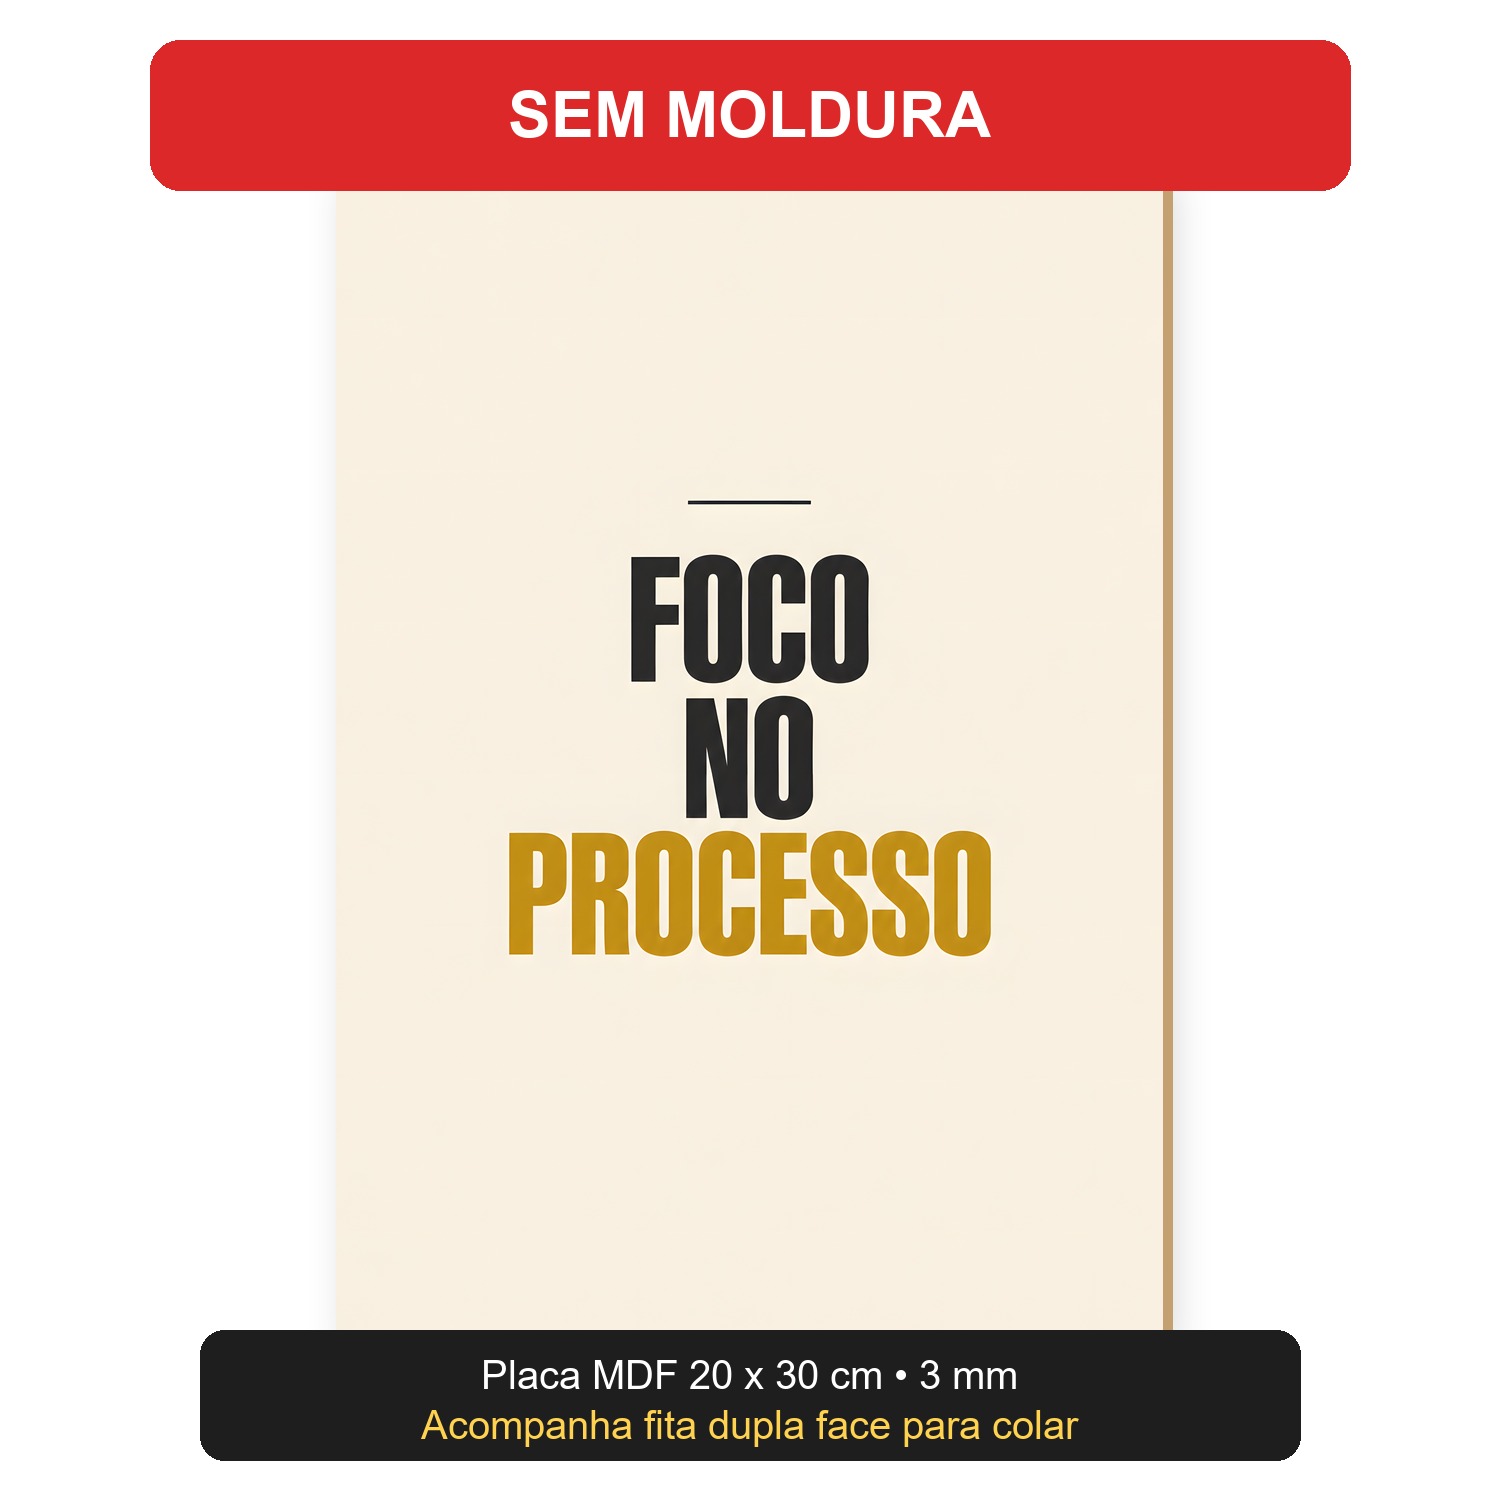 SEM MOLDURA
FOCO
NO
PROCESSO
Placa MDF 20 x 30 cm • 3 mm
Acompanha fita dupla face para colar